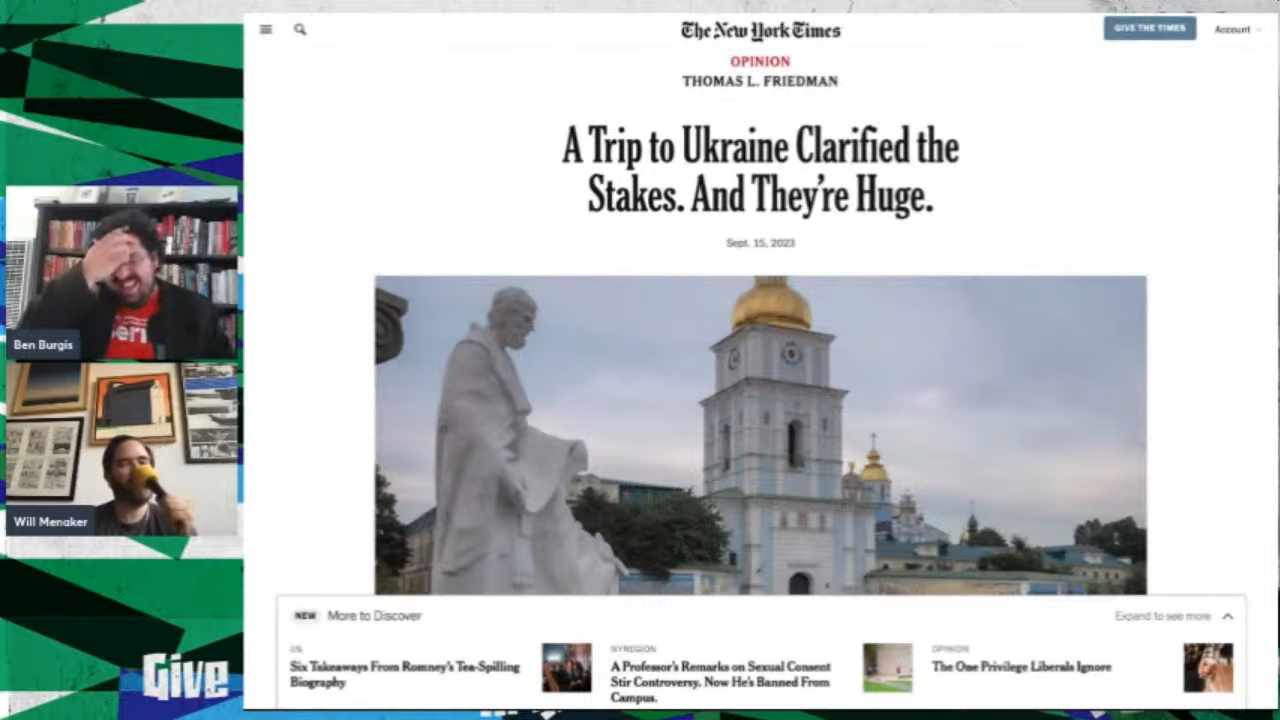 The New York Times
GIVE THE TIMES
Account
OPINION
THOMAS L. FRIEDMAN
A Trip to Ukraine Clarified the
Stakes. And They're Huge.
Sept. 15, 2023
Ben Burgis
Will Menaker
NEW
More to Discover
Expand to see more
US
Six Takeaways From Romney's Tea-Spilling
Biography
NYREGION
A Professor's Remarks on Sexual Consent
Stir Controversy. Now He's Banned From
Campus.
OPINION
The One Privilege Liberals Ignore
Give